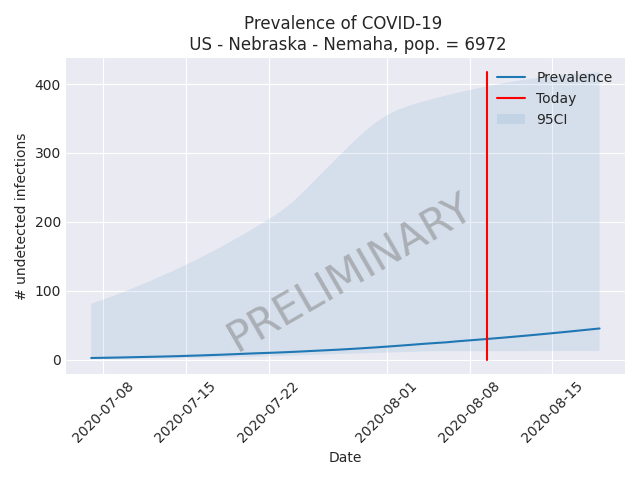 Prevalence of COVID-19
US - Nebraska - Nemaha, pop. = 6972
Prevalence
Today
95CI
400
300
200
100
0
# undetected infections
PRELIMINARY
2020-07-08
2020-07-15
2020-07-22
2020-08-01
2020-08-08
2020-08-15
Date